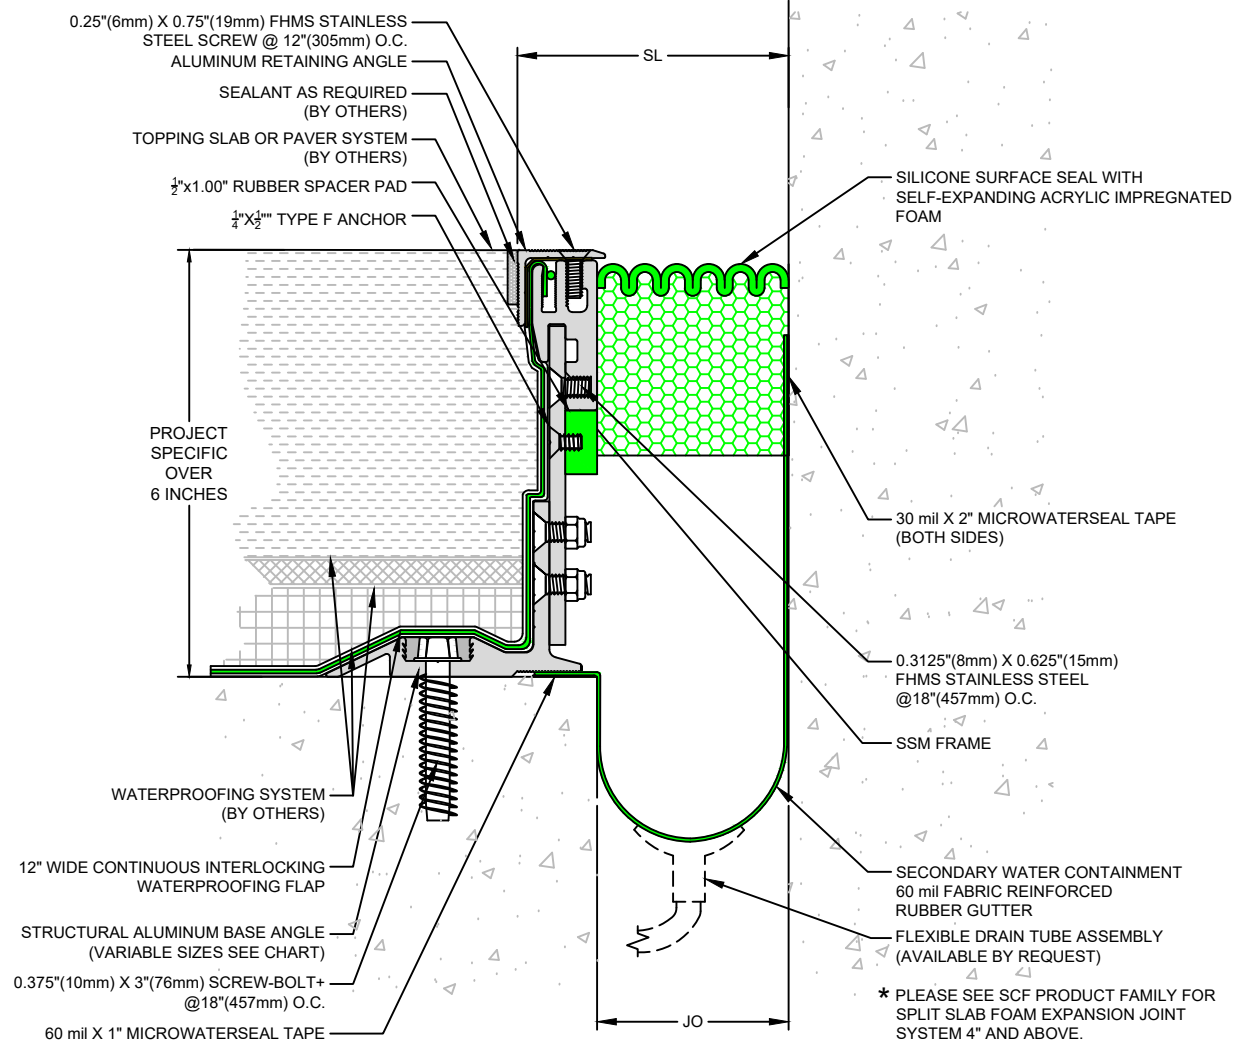 0.25"(6mm) X 0.75"(19mm) FHMS STAINLESS
STEEL SCREW @ 12"(305mm) O.C.
ALUMINUM RETAINING ANGLE
SEALANT AS REQUIRED
(BY OTHERS)
TOPPING SLAB OR PAVER SYSTEM
(BY OTHERS)
1/2"x1.00" RUBBER SPACER PAD
1/4"X1/2"" TYPE F ANCHOR
PROJECT
SPECIFIC
OVER
6 INCHES
WATERPROOFING SYSTEM
(BY OTHERS)
12" WIDE CONTINUOUS INTERLOCKING
WATERPROOFING FLAP
STRUCTURAL ALUMINUM BASE ANGLE
(VARIABLE SIZES SEE CHART)
0.375"(10mm) X 3"(76mm) SCREW-BOLT+
@18"(457mm) O.C.
60 mil X 1" MICROWATERSEAL TAPE
SL
SILICONE SURFACE SEAL WITH
SELF-EXPANDING ACRYLIC IMPREGNATED
FOAM
30 mil X 2" MICROWATERSEAL TAPE
(BOTH SIDES)
0.3125"(8mm) X 0.625"(15mm)
FHMS STAINLESS STEEL
@18"(457mm) O.C.
SSM FRAME
SECONDARY WATER CONTAINMENT
60 mil FABRIC REINFORCED
RUBBER GUTTER
FLEXIBLE DRAIN TUBE ASSEMBLY
(AVAILABLE BY REQUEST)
* PLEASE SEE SCF PRODUCT FAMILY FOR
SPLIT SLAB FOAM EXPANSION JOINT
SYSTEM 4" AND ABOVE.
JO